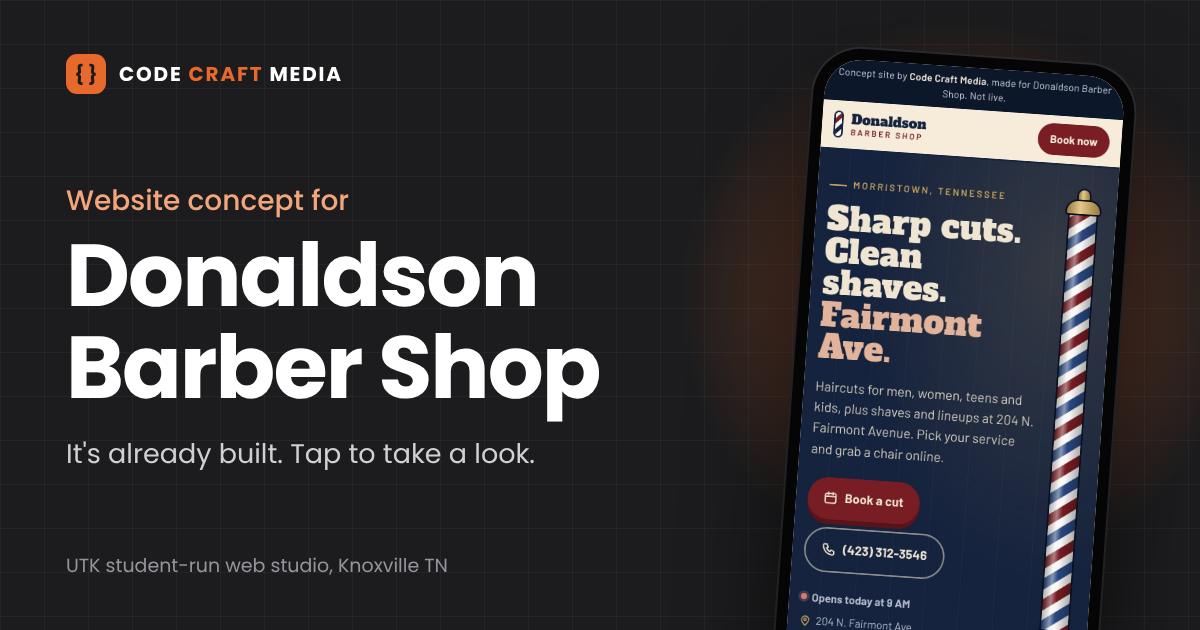 { } CODE CRAFT MEDIA
Website concept for
Donaldson
Barber Shop
It's already built. Tap to take a look.
UTK student-run web studio, Knoxville TN
Concept site by Code Craft Media, made for Donaldson Barber
Shop. Not live.
Donaldson
BARBER SHOP
Book now
MORRISTOWN, TENNESSEE
Sharp cuts.
Clean
shaves.
Fairmont
Ave.
Haircuts for men, women, teens and
kids, plus shaves and lineups at 204 N.
Fairmont Avenue. Pick your service
and grab a chair online.
Book a cut
(423) 312-3546
Opens today at 9 AM
204 N. Fairmont Ave